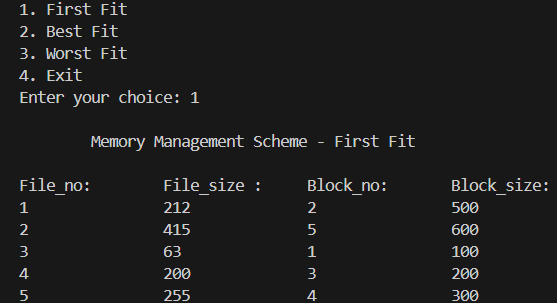 1. First Fit
2. Best Fit
3. Worst Fit
4. Exit
Enter your choice: 1
Memory Management Scheme - First Fit
File_no: File_size : Block_no: Block_size:
1 212 2 500
2 415 5 600
3 63 1 100
4 200 3 200
5 255 4 300